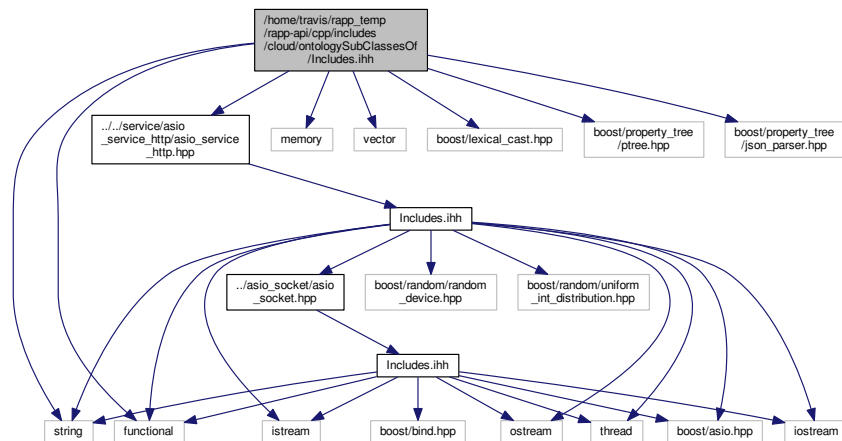 /home/travis/rapp_temp
/rapp-api/cpp/includes
/cloud/ontologySubClassesOf
/Includes.ihh
../../service/asio
_service_http/asio_service
_http.hpp
memory
vector
boost/lexical_cast.hpp
boost/property_tree
/ptree.hpp
boost/property_tree
/json_parser.hpp
Includes.ihh
../asio_socket/asio
_socket.hpp
boost/random/random
_device.hpp
boost/random/uniform
_int_distribution.hpp
Includes.ihh
string
functional
istream
boost/bind.hpp
ostream
thread
boost/asio.hpp
iostream